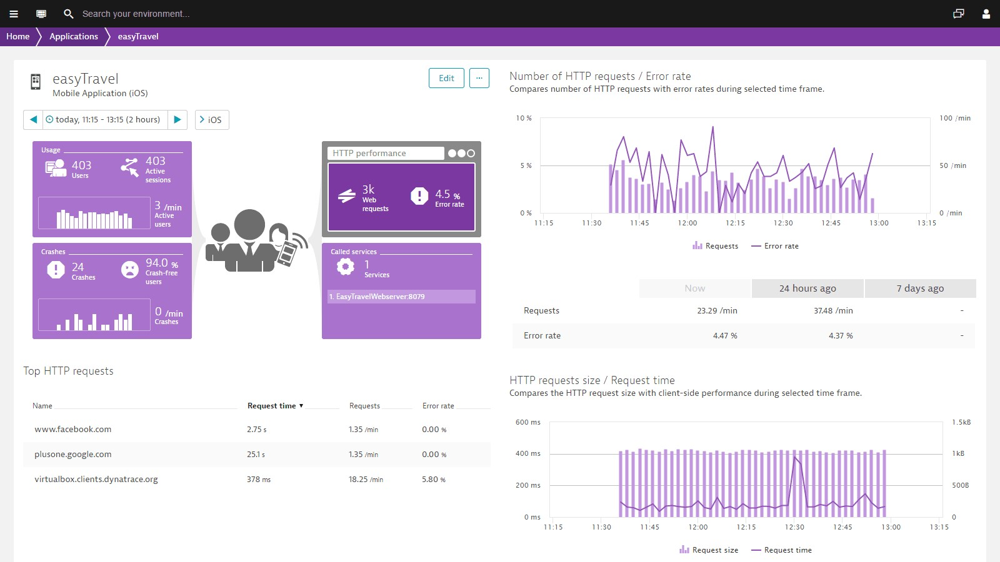 Search your environment...
Home
Applications
easyTravel
easyTravel
Mobile Application (iOS)
Edit
...
today, 11:15 - 13:15 (2 hours)
iOS
Usage
403
Users
403
Active
sessions
3 /min
Active
users
Crashes
24
Crashes
94.0 %
Crash-free
users
0 /min
Crashes
HTTP performance
3k
Web
requests
4.5 %
Error rate
Called services
1
Services
1. EasyTravelWebserver:8079
Top HTTP requests
Name Request time ▼ Requests Error rate
www.facebook.com 2.75 s 1.35 /min 0.00 %
plusone.google.com 25.1 s 1.35 /min 0.00 %
virtualbox.clients.dynatrace.org 378 ms 18.25 /min 5.80 %
Number of HTTP requests / Error rate
Compares number of HTTP requests with error rates during selected time frame.
10 % 100 /min
5 % 50 /min
0 % 0 /min
11:15 11:30 11:45 12:00 12:15 12:30 12:45 13:00 13:15
Requests Error rate
Now 24 hours ago 7 days ago
Requests 23.29 /min 37.48 /min -
Error rate 4.47 % 4.37 % -
HTTP requests size / Request time
Compares the HTTP request size with client-side performance during selected time frame.
600 ms 1.5kB
400 ms 1kB
200 ms 500B
0 ms 0
11:15 11:30 11:45 12:00 12:15 12:30 12:45 13:00 13:15
Request size Request time